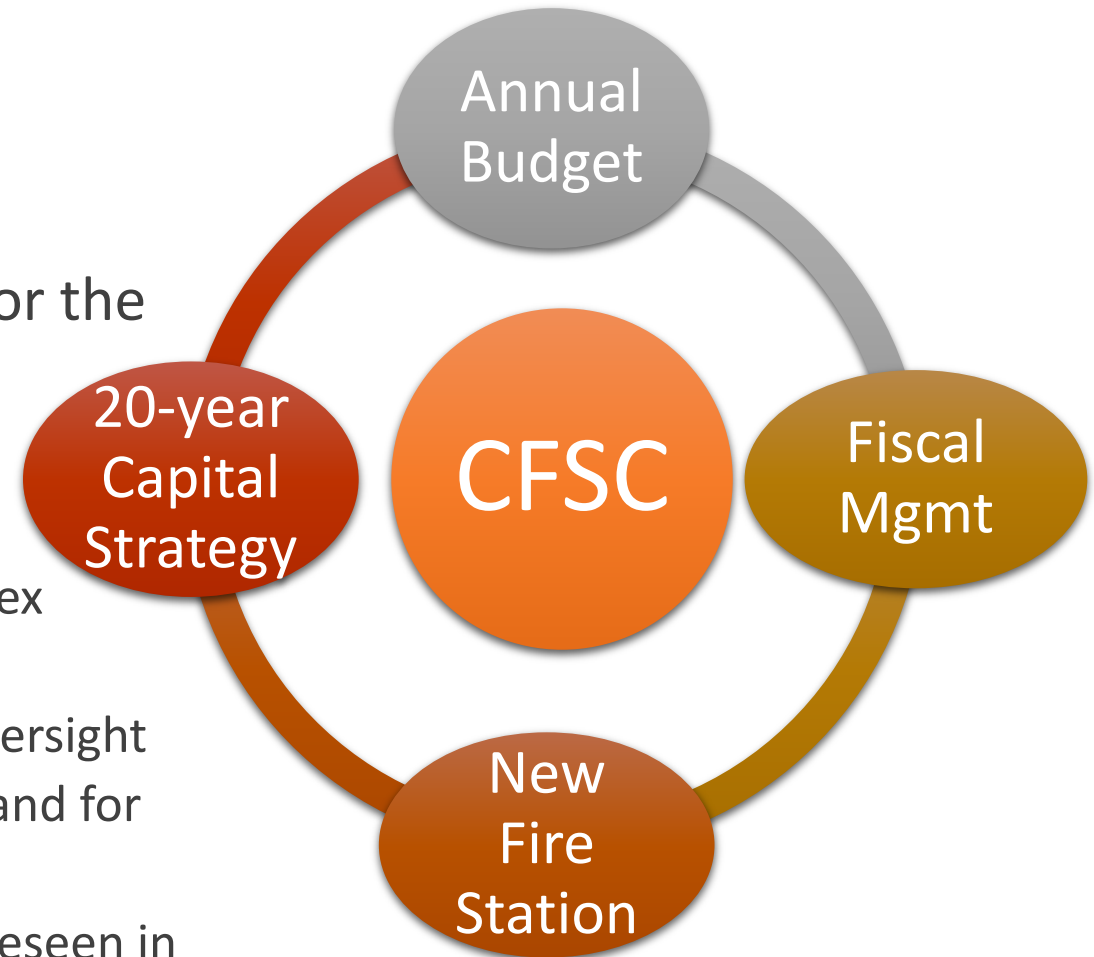 Annual
Budget
or the
20-year
Capital
Strategy
CFSC
Fiscal
Mgmt
ex
ersight
and for
New
Fire
Station
eseen in